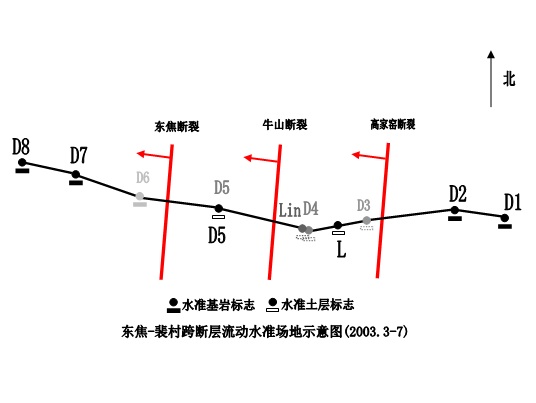 北
东焦断裂
牛山断裂
高家窑断裂
D8
D7
D6
D5
D5
LinD4
L
D3
D2
D1
水准基岩标志
水准土层标志
东焦-裴村跨断层流动水准场地示意图(2003.3-7)